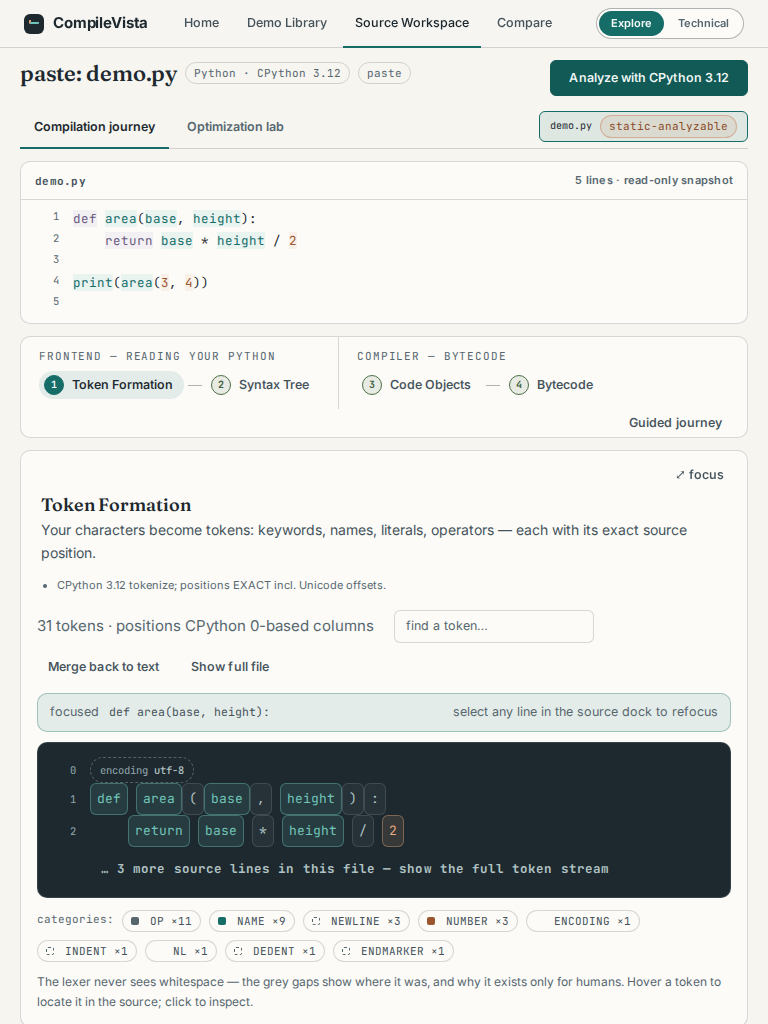 CompileVista Home Demo Library Source Workspace Compare Explore Technical
paste: demo.py Python · CPython 3.12 paste Analyze with CPython 3.12
Compilation journey Optimization lab demo.py static-analyzable
demo.py 5 lines · read-only snapshot
1 def area(base, height):
2 return base * height / 2
3
4 print(area(3, 4))
5
FRONTEND — READING YOUR PYTHON COMPILER — BYTECODE
1 Token Formation — 2 Syntax Tree 3 Code Objects — 4 Bytecode
Guided journey
⤢ focus
Token Formation
Your characters become tokens: keywords, names, literals, operators — each with its exact source
position.
• CPython 3.12 tokenize; positions EXACT incl. Unicode offsets.
31 tokens · positions CPython 0-based columns find a token...
Merge back to text Show full file
focused def area(base, height): select any line in the source dock to refocus
0 encoding utf-8
1 def area ( base , height ) :
2 return base * height / 2
… 3 more source lines in this file — show the full token stream
categories: OP ×11 NAME ×9 NEWLINE ×3 NUMBER ×3 ENCODING ×1
INDENT ×1 NL ×1 DEDENT ×1 ENDMARKER ×1
The lexer never sees whitespace — the grey gaps show where it was, and why it exists only for humans. Hover a token to
locate it in the source; click to inspect.